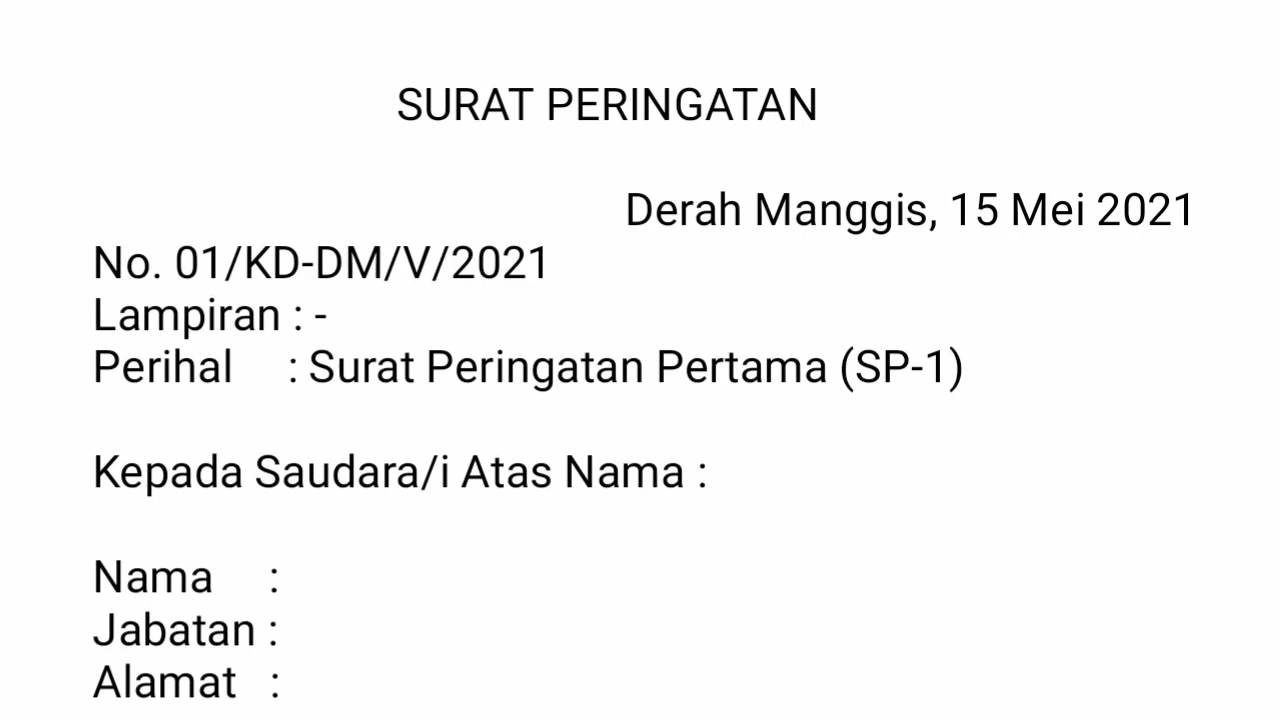 SURAT PERINGATAN
Derah Manggis, 15 Mei 2021
No. 01/KD-DM/V/2021
Lampiran : -
Perihal : Surat Peringatan Pertama (SP-1)
Kepada Saudara/i Atas Nama :
Nama :
Jabatan :
Alamat :